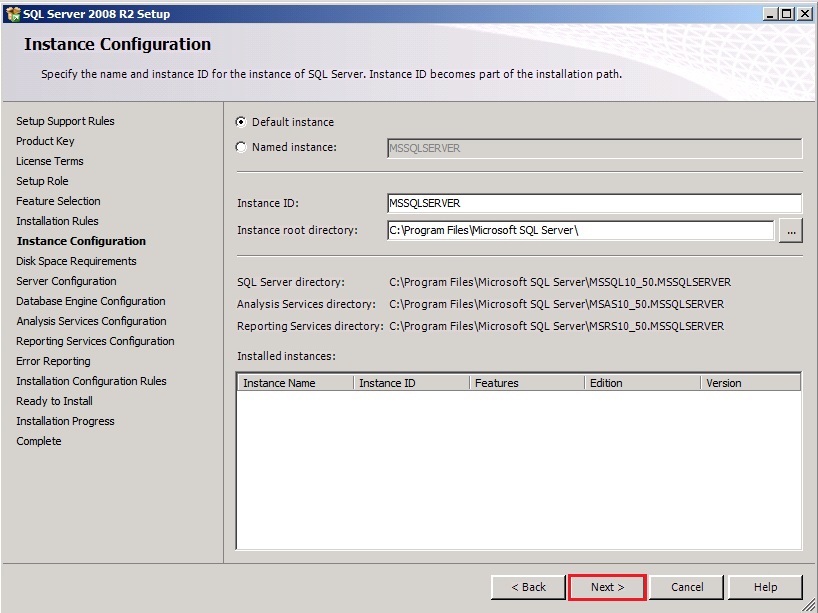 SQL Server 2008 R2 Setup
Instance Configuration
Specify the name and instance ID for the instance of SQL Server. Instance ID becomes part of the installation path.
Setup Support Rules
Product Key
License Terms
Setup Role
Feature Selection
Installation Rules
Instance Configuration
Disk Space Requirements
Server Configuration
Database Engine Configuration
Analysis Services Configuration
Reporting Services Configuration
Error Reporting
Installation Configuration Rules
Ready to Install
Installation Progress
Complete
Default instance
Named instance: MSSQLSERVER
Instance ID: MSSQLSERVER
Instance root directory: C:\Program Files\Microsoft SQL Server\ ...
SQL Server directory: C:\Program Files\Microsoft SQL Server\MSSQL10_50.MSSQLSERVER
Analysis Services directory: C:\Program Files\Microsoft SQL Server\MSAS10_50.MSSQLSERVER
Reporting Services directory: C:\Program Files\Microsoft SQL Server\MSRS10_50.MSSQLSERVER
Installed instances:
Instance Name Instance ID Features Edition Version
< Back Next > Cancel Help